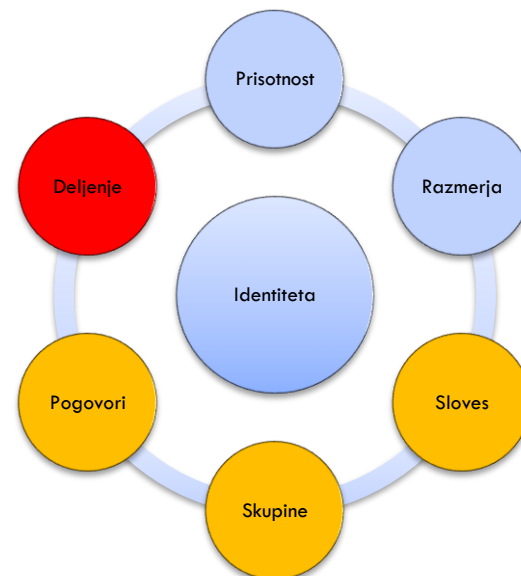 Prisotnost
Deljenje
Razmerja
Identiteta
Pogovori
Sloves
Skupine